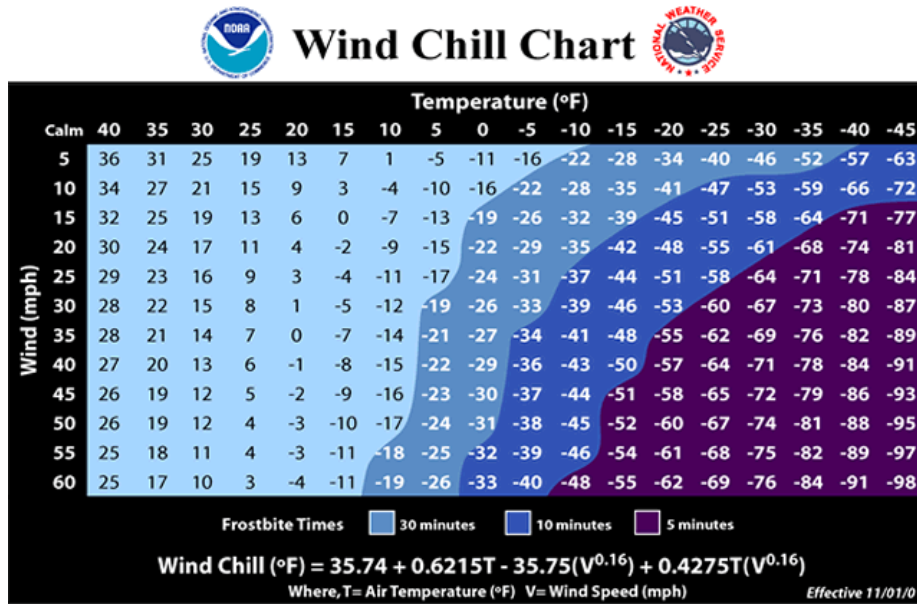 NOAA
Wind Chill Chart
NATIONAL WEATHER SERVICE
Temperature (ºF)
Calm 40 35 30 25 20 15 10 5 0 -5 -10 -15 -20 -25 -30 -35 -40 -45
Wind (mph)
5 36 31 25 19 13 7 1 -5 -11 -16 -22 -28 -34 -40 -46 -52 -57 -63
10 34 27 21 15 9 3 -4 -10 -16 -22 -28 -35 -41 -47 -53 -59 -66 -72
15 32 25 19 13 6 0 -7 -13 -19 -26 -32 -39 -45 -51 -58 -64 -71 -77
20 30 24 17 11 4 -2 -9 -15 -22 -29 -35 -42 -48 -55 -61 -68 -74 -81
25 29 23 16 9 3 -4 -11 -17 -24 -31 -37 -44 -51 -58 -64 -71 -78 -84
30 28 22 15 8 1 -5 -12 -19 -26 -33 -39 -46 -53 -60 -67 -73 -80 -87
35 28 21 14 7 0 -7 -14 -21 -27 -34 -41 -48 -55 -62 -69 -76 -82 -89
40 27 20 13 6 -1 -8 -15 -22 -29 -36 -43 -50 -57 -64 -71 -78 -84 -91
45 26 19 12 5 -2 -9 -16 -23 -30 -37 -44 -51 -58 -65 -72 -79 -86 -93
50 26 19 12 4 -3 -10 -17 -24 -31 -38 -45 -52 -60 -67 -74 -81 -88 -95
55 25 18 11 4 -3 -11 -18 -25 -32 -39 -46 -54 -61 -68 -75 -82 -89 -97
60 25 17 10 3 -4 -11 -19 -26 -33 -40 -48 -55 -62 -69 -76 -84 -91 -98
Frostbite Times 30 minutes 10 minutes 5 minutes
Wind Chill (ºF) = 35.74 + 0.6215T - 35.75(V^0.16) + 0.4275T(V^0.16)
Where, T= Air Temperature (ºF) V= Wind Speed (mph)
Effective 11/01/0